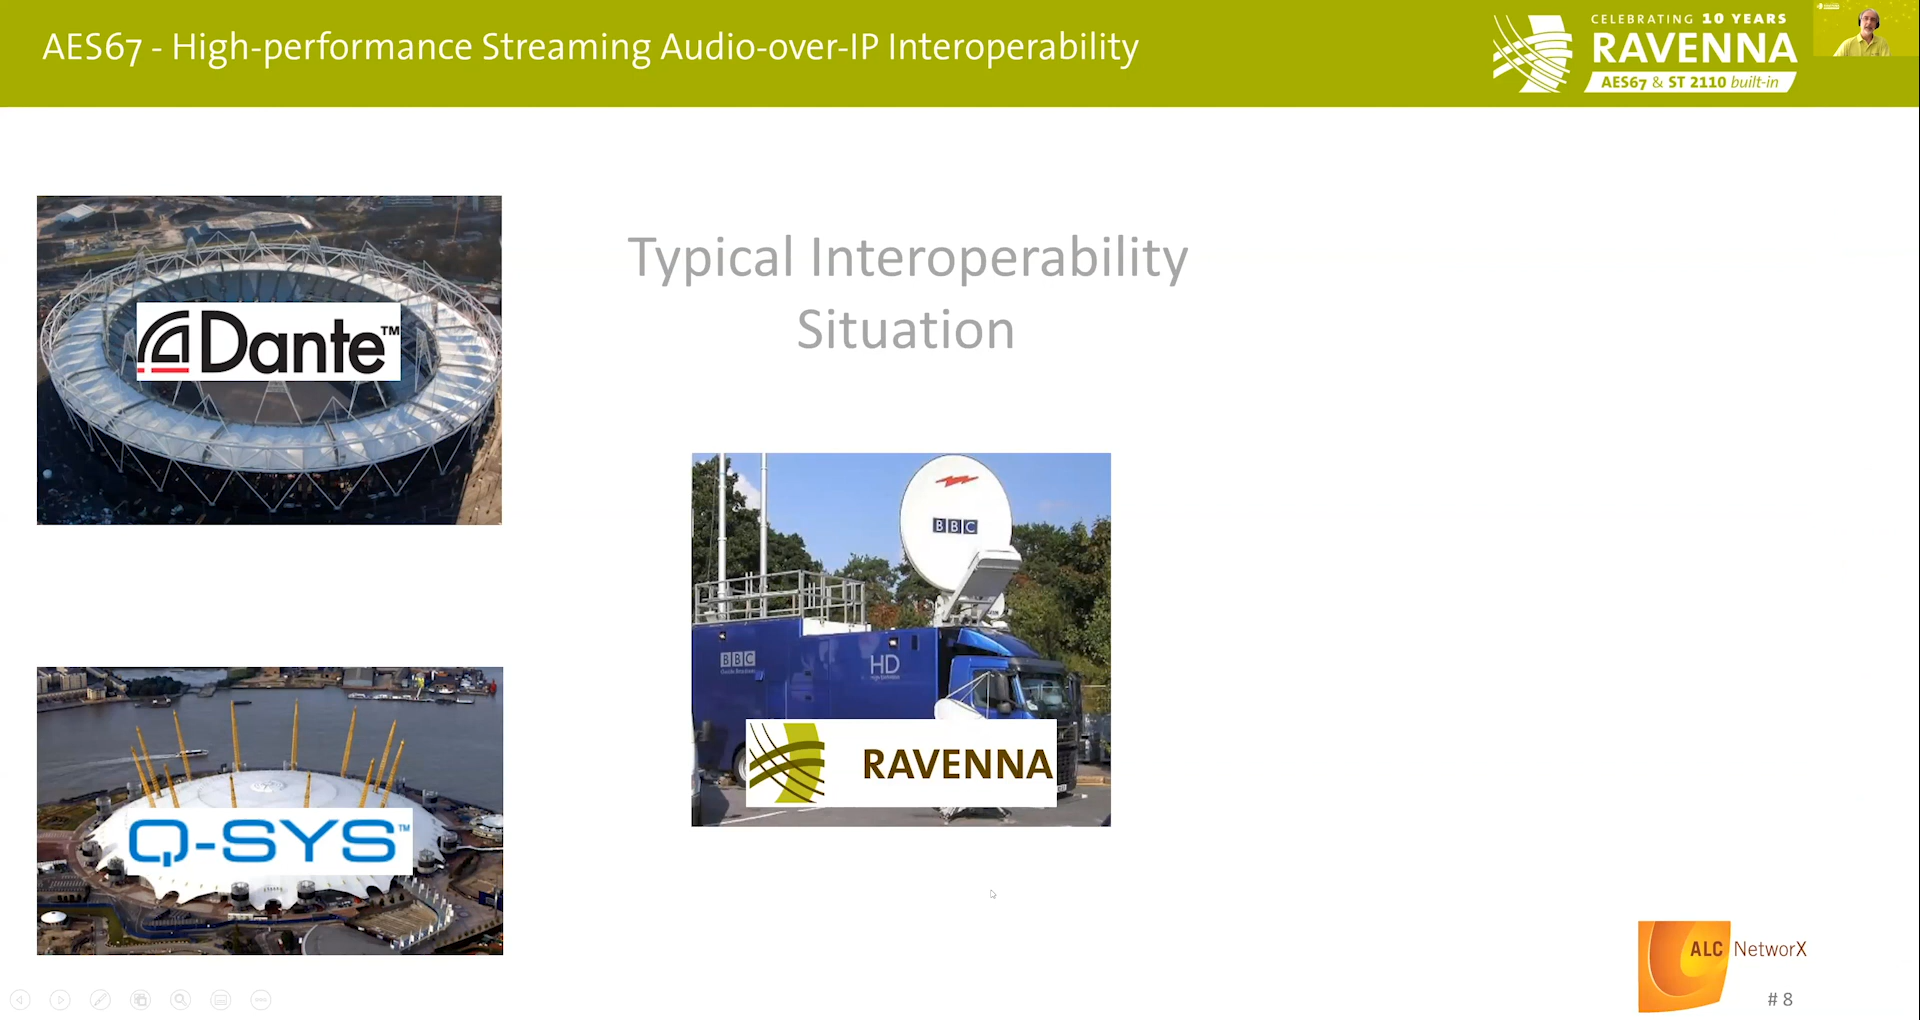 AES67 - High-performance Streaming Audio-over-IP Interoperability
CELEBRATING 10 YEARS
RAVENNA
AES67 & ST 2110 built-in
Typical Interoperability
Situation
Dante™
BBC
BBC
HD
RAVENNA
Q-SYS™
ALC NetworX
# 8